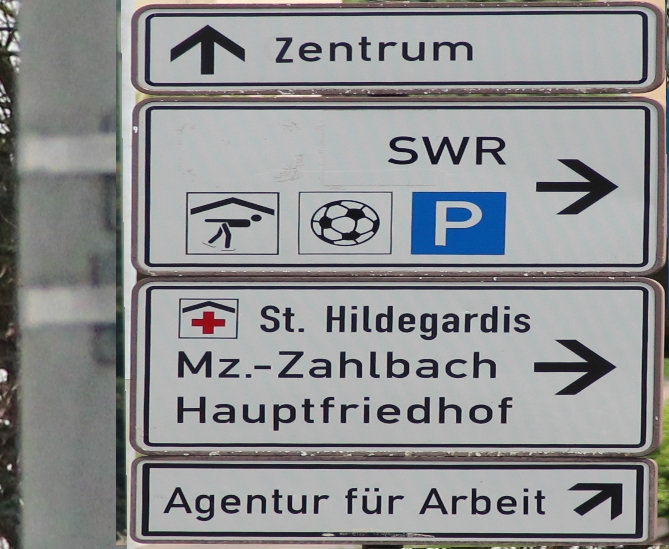 Zentrum
SWR
P
St. Hildegardis
Mz.-Zahlbach
Hauptfriedhof
Agentur für Arbeit